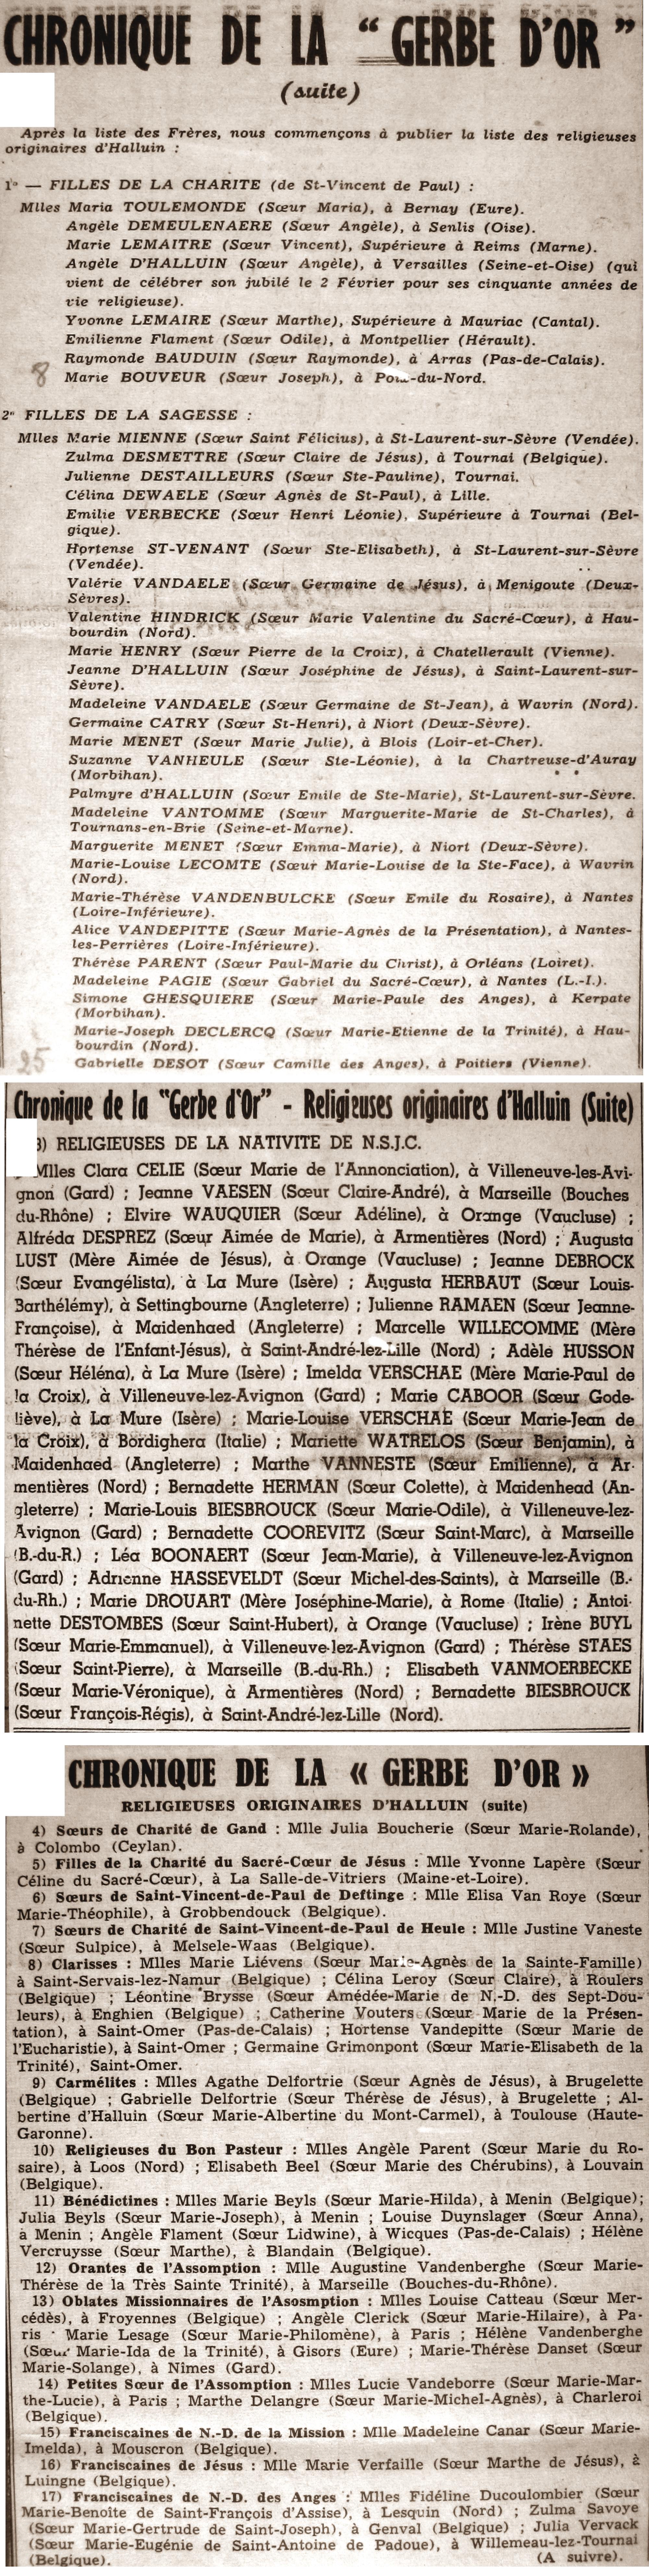 CHRONIQUE DE LA “ GERBE D'OR ”
(suite)
Après la liste des Frères, nous commençons à publier la liste des religieuses
originaires d'Halluin :
1° — FILLES DE LA CHARITE (de St-Vincent de Paul) :
Mlles Maria TOULEMONDE (Sœur Maria), à Bernay (Eure).
Angèle DEMEULENAERE (Sœur Angèle), à Senlis (Oise).
Marie LEMAITRE (Sœur Vincent), Supérieure à Reims (Marne).
Angèle D'HALLUIN (Sœur Angèle), à Versailles (Seine-et-Oise) (qui
vient de célébrer son jubilé le 2 Février pour ses cinquante années de
vie religieuse).
Yvonne LEMAIRE (Sœur Marthe), Supérieure à Mauriac (Cantal).
Emilienne Flament (Sœur Odile), à Montpellier (Hérault).
Raymonde BAUDUIN (Sœur Raymonde), à Arras (Pas-de-Calais).
8 Marie BOUVEUR (Sœur Joseph), à
2° FILLES DE LA SAGESSE :
Mlles Marie MIENNE (Sœur Saint Félicius), à St-Laurent-sur-Sèvre (Vendée).
Zulma DESMETTRE (Sœur Claire de Jésus), à Tournai (Belgique).
Julienne DESTAILLEURS (Sœur Ste-Pauline), Tournai.
Célina DEWAELE (Sœur Agnès de St-Paul), à Lille.
Emilie VERBECKE (Sœur Henri Léonie), Supérieure à Tournai (Bel-
gique).
Hortense ST-VENANT (Sœur Ste-Elisabeth), à St-Laurent-sur-Sèvre
(Vendée).
Valérie VANDAELE (Sœur Germaine de Jésus), à Menigoute (Deux-
Sèvres).
Valentine HINDRICK (Sœur Marie Valentine du Sacré-Cœur), à Hau-
bourdin (Nord).
Marie HENRY (Sœur Pierre de la Croix), à Chatellerault (Vienne).
Jeanne D'HALLUIN (Sœur Joséphine de Jésus), à Saint-Laurent-sur-
Sèvre).
Madeleine VANDAELE (Sœur Germaine de St-Jean), à Wavrin (Nord).
Germaine CATRY (Sœur St-Henri), à Niort (Deux-Sèvre).
Marie MENET (Sœur Marie Julie), à Blois (Loir-et-Cher).
Suzanne VANHEULE (Sœur Ste-Léonie), à la Chartreuse-d'Auray
(Morbihan).
Palmyre d'HALLUIN (Sœur Emile de Ste-Marie), St-Laurent-sur-Sèvre.
Madeleine VANTOMME (Sœur Marguerite-Marie de St-Charles), à
Tournans-en-Brie (Seine-et-Marne).
Marguerite MENET (Sœur Emma-Marie), à Niort (Deux-Sèvre).
Marie-Louise LECOMTE (Sœur Marie-Louise de la Ste-Face), à Wavrin
(Nord).
Marie-Thérèse VANDENBULCKE (Sœur Emile du Rosaire), à Nantes
(Loire-Inférieure).
Alice VANDEPITTE (Sœur Marie-Agnès de la Présentation), à Nantes-
les-Perrières (Loire-Inférieure).
Thérèse PARENT (Sœur Paul-Marie du Christ), à Orléans (Loiret).
Madeleine PAGIE (Sœur Gabriel du Sacré-Cœur), à Nantes (L.-I.).
Simone GHESQUIERE (Sœur Marie-Paule des Anges), à Kerpate
(Morbihan).
Marie-Joseph DECLERCQ (Sœur Marie-Etienne de la Trinité), à Hau-
bourdin (Nord).
25 Gabrielle DESOT (Sœur Camille des Anges), à Poitiers (Vienne).
Chronique de la "Gerbe d'Or" - Religieuses originaires d'Halluin (Suite)
3) RELIGIEUSES DE LA NATIVITE DE N.S.J.C.
Mlles Clara CELIE (Sœur Marie de l'Annonciation), à Villeneuve-les-Avi-
gnon (Gard) ; Jeanne VAESEN (Sœur Claire-André), à Marseille (Bouches
du-Rhône) ; Elvire WAUQUIER (Sœur Adéline), à Orange (Vaucluse) ;
Alfréda DESPREZ (Sœur Aimée de Marie), à Armentières (Nord) ; Augusta
LUST (Mère Aimée de Jésus), à Orange (Vaucluse) ; Jeanne DEBROCK
(Sœur Evangélista), à La Mure (Isère) ; Augusta HERBAUT (Sœur Louis-
Barthélémy), à Settingbourne (Angleterre) ; Julienne RAMAEN (Sœur Jeanne-
Françoise), à Maidenhaed (Angleterre) ; Marcelle WILLECOMME (Mère
Thérèse de l'Enfant-Jésus), à Saint-André-lez-Lille (Nord) ; Adèle HUSSON
(Sœur Héléna), à La Mure (Isère) ; Imelda VERSCHAE (Mère Marie-Paul de
la Croix), à Villeneuve-lez-Avignon (Gard) ; Marie CABOOR (Sœur Gode-
liève), à La Mure (Isère) ; Marie-Louise VERSCHAE (Sœur Marie-Jean de
la Croix), à Bordighera (Italie) ; Mariette WATRELOS (Sœur Benjamin), à
Maidenhaed (Angleterre) ; Marthe VANNESTE (Sœur Emilienne), à Ar-
mentières (Nord) ; Bernadette HERMAN (Sœur Colette), à Maidenhead (An-
gleterre) ; Marie-Louis BIESBROUCK (Sœur Marie-Odile), à Villeneuve-lez-
Avignon (Gard) ; Bernadette COOREVITZ (Sœur Saint-Marc), à Marseille
(B.-du-R.) ; Léa BOONAERT (Sœur Jean-Marie), à Villeneuve-lez-Avignon
(Gard) ; Adrienne HASSEVELDT (Sœur Michel-des-Saints), à Marseille (B.-
du-Rh.) ; Marie DROUART (Mère Joséphine-Marie), à Rome (Italie) ; Antoi-
nette DESTOMBES (Sœur Saint-Hubert), à Orange (Vaucluse) ; Irène BUYL
(Sœur Marie-Emmanuel), à Villeneuve-lez-Avignon (Gard) ; Thérèse STAES
(Sœur Saint-Pierre), à Marseille (B.-du-Rh.) ; Elisabeth VANMOERBECKE
(Sœur Marie-Véronique), à Armentières (Nord) ; Bernadette BIESBROUCK
(Sœur François-Régis), à Saint-André-lez-Lille (Nord).
CHRONIQUE DE LA « GERBE D'OR »
RELIGIEUSES ORIGINAIRES D'HALLUIN (suite)
4) Sœurs de Charité de Gand : Mlle Julia Boucherie (Sœur Marie-Rolande),
à Colombo (Ceylan).
5) Filles de la Charité du Sacré-Cœur de Jésus : Mlle Yvonne Lapère (Sœur
Céline du Sacré-Cœur), à La Salle-de-Vitriers (Maine-et-Loire).
6) Sœurs de Saint-Vincent-de-Paul de Deftinge : Mlle Elisa Van Roye (Sœur
Marie-Théophile), à Grobbendouck (Belgique).
7) Sœurs de Charité de Saint-Vincent-de-Paul de Heule : Mlle Justine Vaneste
(Sœur Sulpice), à Melsele-Waas (Belgique).
8) Clarisses : Mlles Marie Liévens (Sœur Marie-Agnès de la Sainte-Famille)
à Saint-Servais-lez-Namur (Belgique) ; Célina Leroy (Sœur Claire), à Roulers
(Belgique) ; Léontine Brysse (Sœur Amédée-Marie de N.-D. des Sept-Dou-
leurs), à Enghien (Belgique) ; Catherine Vouters (Sœur Marie de la Présen-
tation), à Saint-Omer (Pas-de-Calais) ; Hortense Vandepitte (Sœur Marie de
l'Eucharistie), à Saint-Omer ; Germaine Grimonpont (Sœur Marie-Elisabeth de la
Trinité), Saint-Omer.
9) Carmélites : Mlles Agathe Delfortrie (Sœur Agnès de Jésus), à Brugelette
(Belgique) ; Gabrielle Delfortrie (Sœur Thérèse de Jésus), à Brugelette ; Al-
bertine d'Halluin (Sœur Marie-Albertine du Mont-Carmel), à Toulouse (Haute-
Garonne).
10) Religieuses du Bon Pasteur : Mlles Angèle Parent (Sœur Marie du Ro-
saire), à Loos (Nord) ; Elisabeth Beel (Sœur Marie des Chérubins), à Louvain
(Belgique).
11) Bénédictines : Mlles Marie Beyls (Sœur Marie-Hilda), à Menin (Belgique);
Julia Beyls (Sœur Marie-Joseph), à Menin ; Louise Duynslager (Sœur Anna),
à Menin ; Angèle Flament (Sœur Lidwine), à Wicques (Pas-de-Calais) ; Hélène
Vercruysse (Sœur Marthe), à Blandain (Belgique).
12) Orantes de l'Assomption : Mlle Augustine Vandenberghe (Sœur Marie-
Thérèse de la Très Sainte Trinité), à Marseille (Bouches-du-Rhône).
13) Oblates Missionnaires de l'Asosmption : Mlles Louise Catteau (Sœur Mer-
cédès), à Froyennes (Belgique) ; Angèle Clerick (Sœur Marie-Hilaire), à Pa-
ris Marie Lesage (Sœur Marie-Philomène), à Paris ; Hélène Vandenberghe
(Sœur Marie-Ida de la Trinité), à Gisors (Eure) ; Marie-Thérèse Danset (Sœur
Marie-Solange), à Nîmes (Gard).
14) Petites Sœur de l'Assomption : Mlles Lucie Vandeborre (Sœur Marie-Mar-
the-Lucie), à Paris ; Marthe Delangre (Sœur Marie-Michel-Agnès), à Charleroi
(Belgique).
15) Franciscaines de N.-D. de la Mission : Mlle Madeleine Canar (Sœur Marie-
Imelda), à Mouscron (Belgique).
16) Franciscaines de Jésus : Mlle Marie Verfaille (Sœur Marthe de Jésus), à
Luingne (Belgique).
17) Franciscaines de N.-D. des Anges : Mlles Fidéline Ducoulombier (Sœur
Marie-Benoîte de Saint-François d'Assise), à Lesquin (Nord) ; Zulma Savoye
(Sœur Marie-Gertrude de Saint-Joseph), à Genval (Belgique) ; Julia Vervack
(Sœur Marie-Eugénie de Saint-Antoine de Padoue), à Willemeau-lez-Tournai
(Belgique). (A suivre).